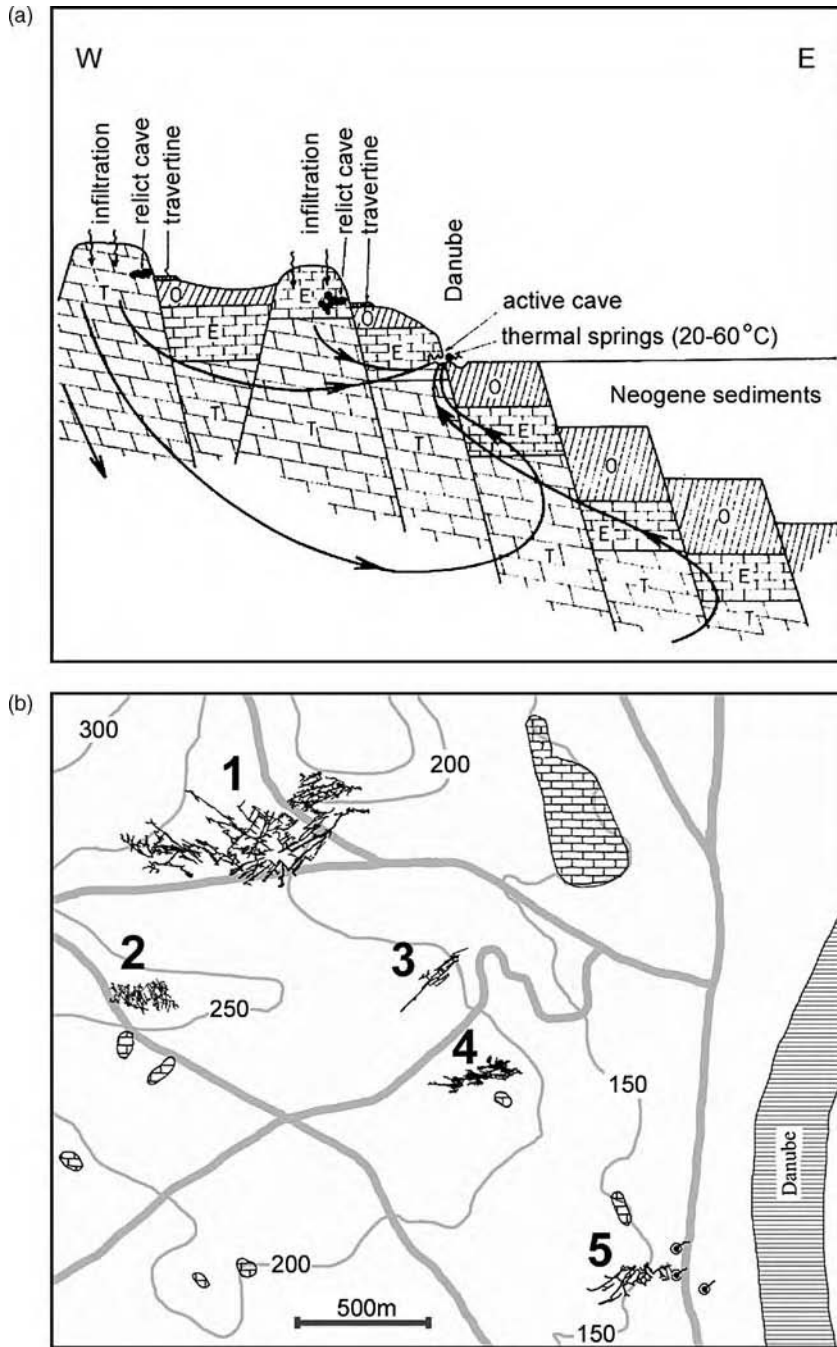 (a)
W
E
infiltration
relict cave
travertine
infiltration
relict cave
travertine
Danube
active cave
thermal springs (20-60°C)
Neogene sediments
T
O
E
T
E
T
O
E
T
O
E
T
O
E
T
O
E
T
(b)
300
1
200
2
250
3
4
150
Danube
5
200
500m
150